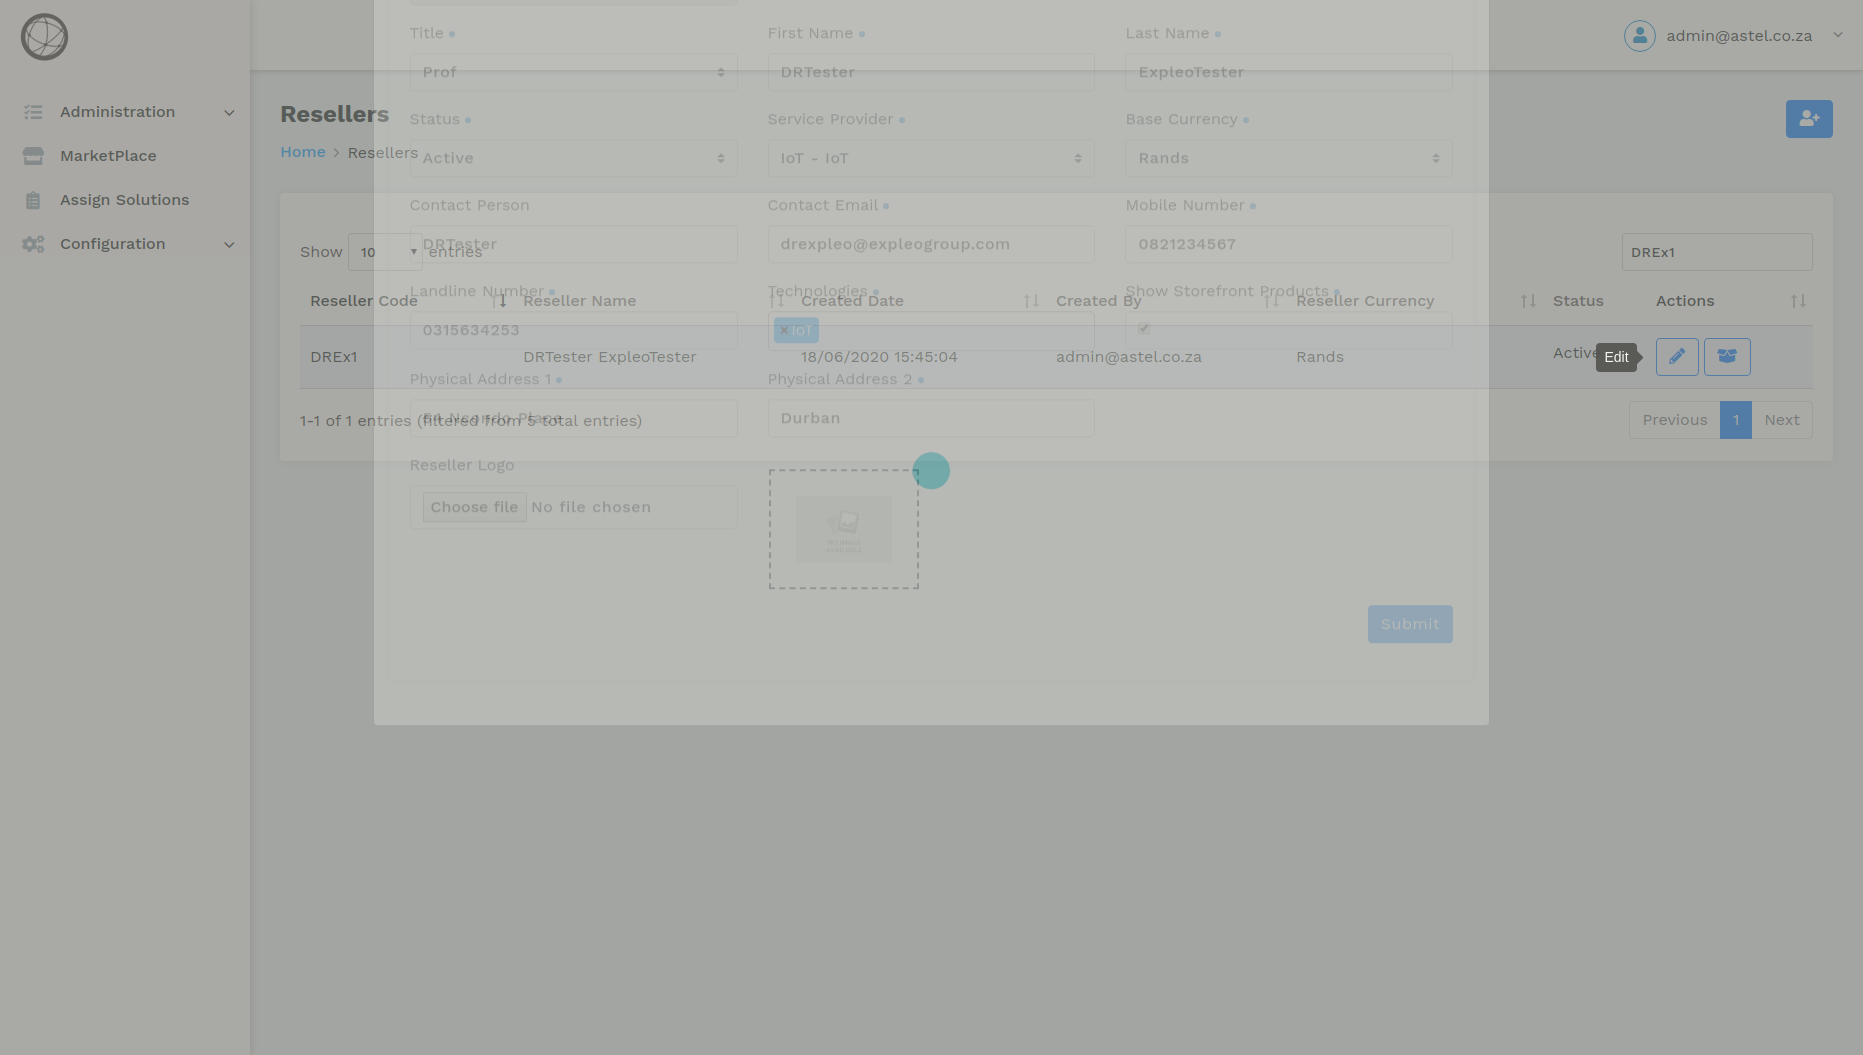 admin@astel.co.za
Administration
MarketPlace
Assign Solutions
Configuration
Resellers
Home > Resellers
Show 10 entries
DREx1
Reseller Code Reseller Name Created Date Created By Reseller Currency Status Actions
DREx1 DRTester ExpleoTester 18/06/2020 15:45:04 admin@astel.co.za Rands Active Edit
1-1 of 1 entries (filtered from 5 total entries)
Previous 1 Next
Title First Name Last Name
Prof DRTester ExpleoTester
Status Service Provider Base Currency
Active IoT - IoT Rands
Contact Person Contact Email Mobile Number
DRTester drexpleo@expleogroup.com 0821234567
Landline Number Technologies Show Storefront Products
0315634253 × IoT
Physical Address 1 Physical Address 2
Place Durban
Reseller Logo
Choose file No file chosen
NO IMAGE
AVAILABLE
Submit